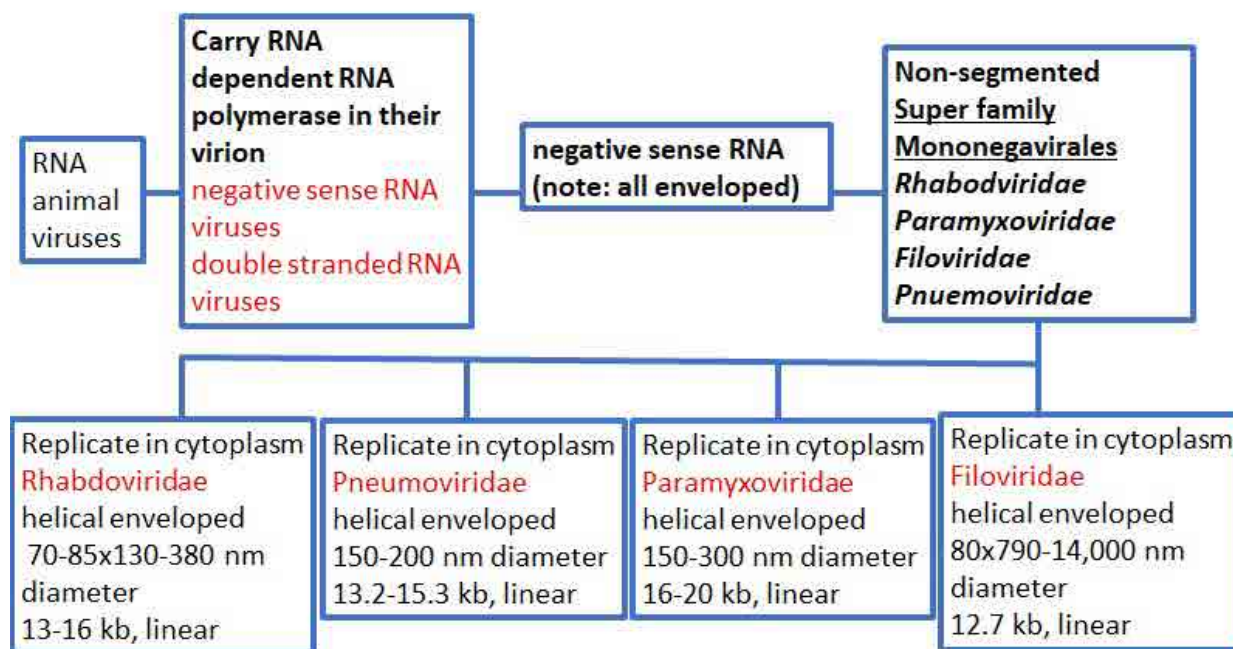 RNA
animal
viruses
Carry RNA
dependent RNA
polymerase in their
virion
negative sense RNA
viruses
double stranded RNA
viruses
negative sense RNA
(note: all enveloped)
Non-segmented
Super family
Mononegavirales
Rhabodviridae
Paramyxoviridae
Filoviridae
Pnuemoviridae
Replicate in cytoplasm
Rhabdoviridae
helical enveloped
70-85x130-380 nm
diameter
13-16 kb, linear
Replicate in cytoplasm
Pneumoviridae
helical enveloped
150-200 nm diameter
13.2-15.3 kb, linear
Replicate in cytoplasm
Paramyxoviridae
helical enveloped
150-300 nm diameter
16-20 kb, linear
Replicate in cytoplasm
Filoviridae
helical enveloped
80x790-14,000 nm
diameter
12.7 kb, linear